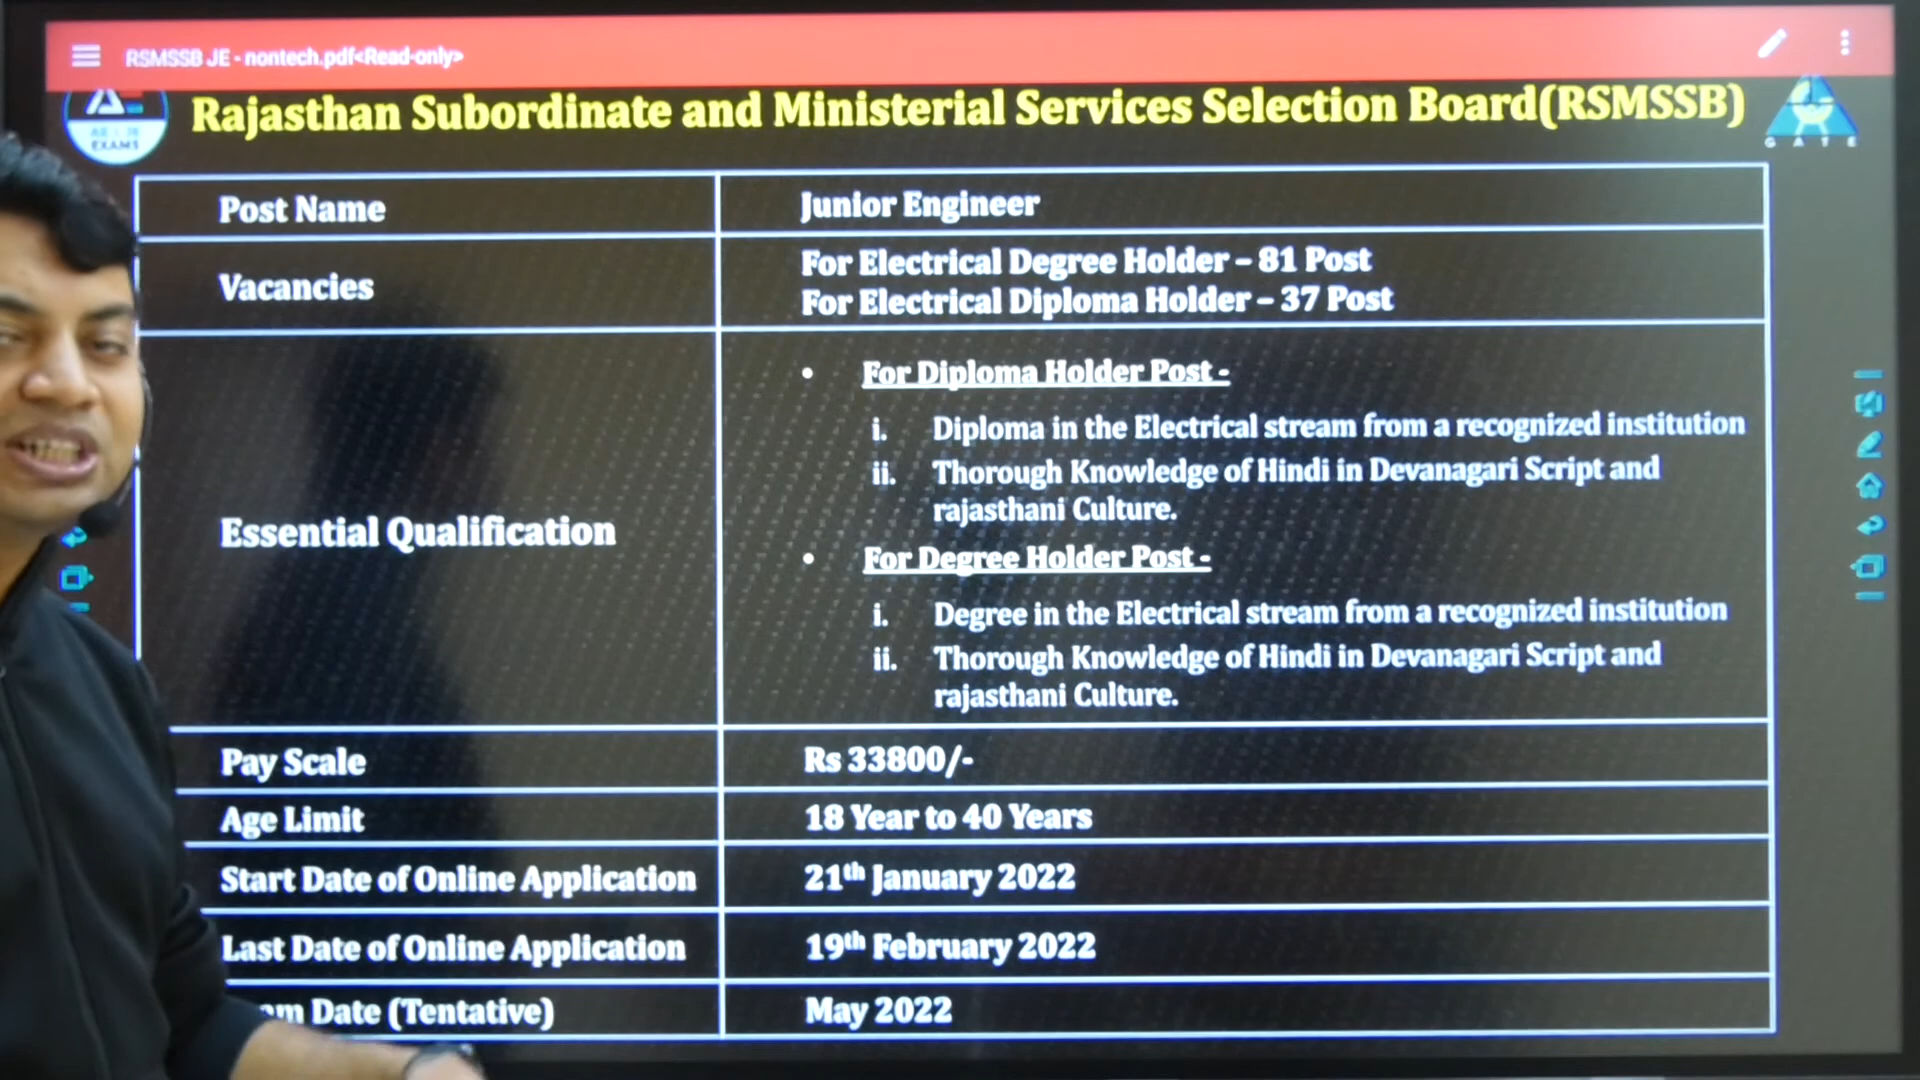 RSMSSB JE - nontech.pdf<Read-only>
Rajasthan Subordinate and Ministerial Services Selection Board(RSMSSB)
AE & JE
EXAMS
GATE
Post Name
Junior Engineer
Vacancies
For Electrical Degree Holder – 81 Post
For Electrical Diploma Holder – 37 Post
Essential Qualification
• For Diploma Holder Post -
i. Diploma in the Electrical stream from a recognized institution
ii. Thorough Knowledge of Hindi in Devanagari Script and
rajasthani Culture.
• For Degree Holder Post -
i. Degree in the Electrical stream from a recognized institution
ii. Thorough Knowledge of Hindi in Devanagari Script and
rajasthani Culture.
Pay Scale
Rs 33800/-
Age Limit
18 Year to 40 Years
Start Date of Online Application
21th January 2022
Last Date of Online Application
19th February 2022
Date (Tentative)
May 2022